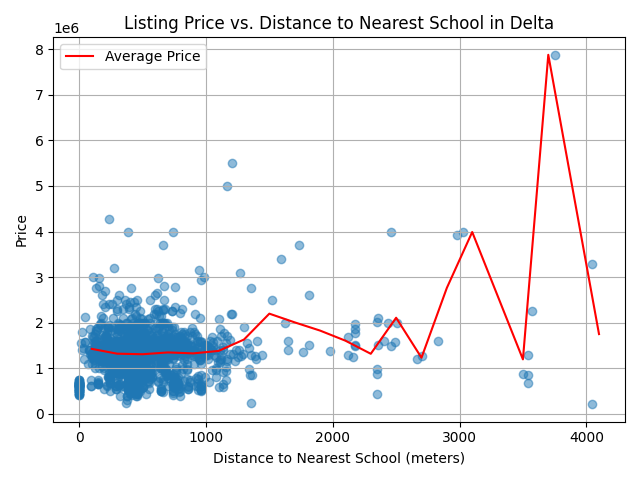 Listing Price vs. Distance to Nearest School in Delta
1e6
Average Price
8
7
6
5
4
3
2
1
0
Price
0 1000 2000 3000 4000
Distance to Nearest School (meters)